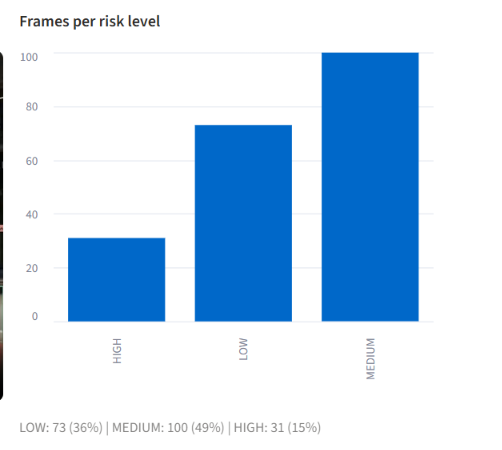 Frames per risk level
100
80
60
40
20
0
HIGH
LOW
MEDIUM
LOW: 73 (36%) | MEDIUM: 100 (49%) | HIGH: 31 (15%)